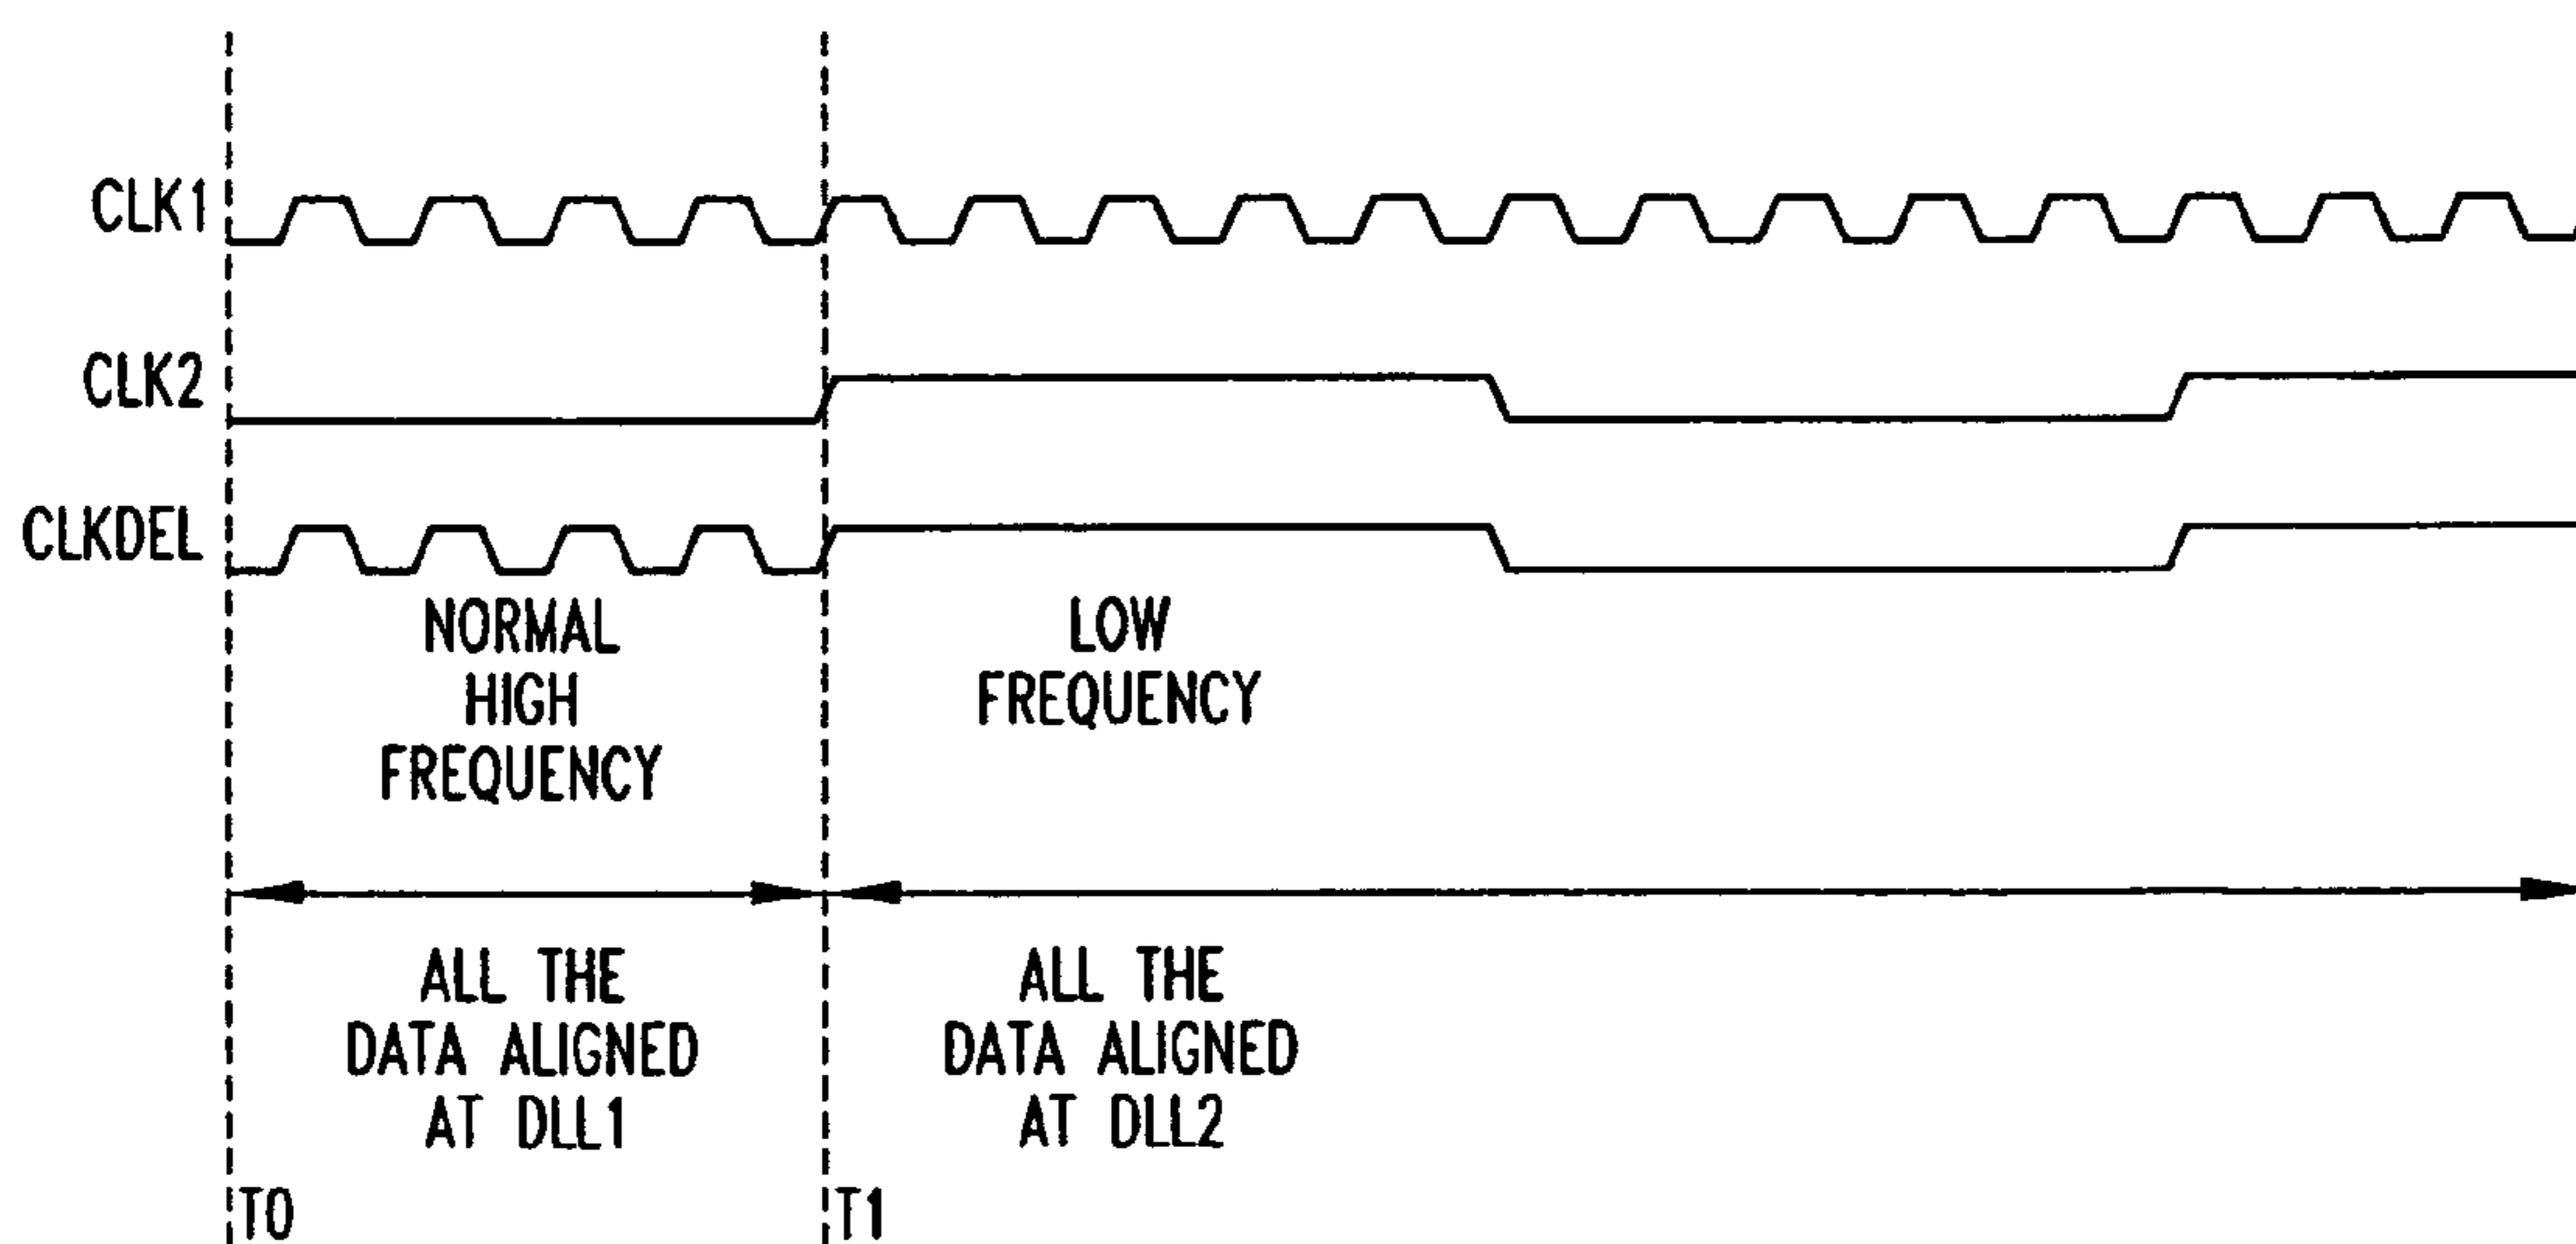 CLK1
CLK2
CLKDEL
NORMAL
HIGH
FREQUENCY
LOW
FREQUENCY
ALL THE
DATA ALIGNED
AT DLL1
ALL THE
DATA ALIGNED
AT DLL2
T0
T1